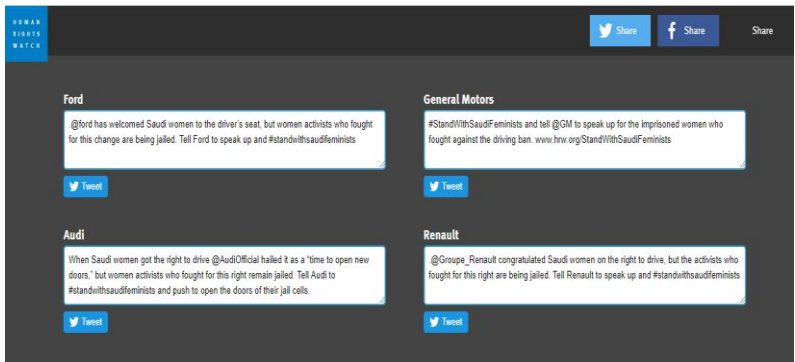 HUMAN
RIGHTS
WATCH
Share
Share
Share
Ford
.@ford has welcomed Saudi women to the driver's seat, but women activists who fought
for this change are being jailed. Tell Ford to speak up and #standwithsaudifeminists
Tweet
General Motors
#StandWithSaudiFeminists and tell @GM to speak up for the imprisoned women who
fought against the driving ban. www.hrw.org/StandWithSaudiFeminists
Tweet
Audi
When Saudi women got the right to drive @AudiOfficial hailed it as a "time to open new
doors," but women activists who fought for this right remain jailed. Tell Audi to
#standwithsaudifeminists and push to open the doors of their jail cells.
Tweet
Renault
.@Groupe_Renault congratulated Saudi women on the right to drive, but the activists who
fought for this right are being jailed. Tell Renault to speak up and #standwithsaudifeminists
Tweet